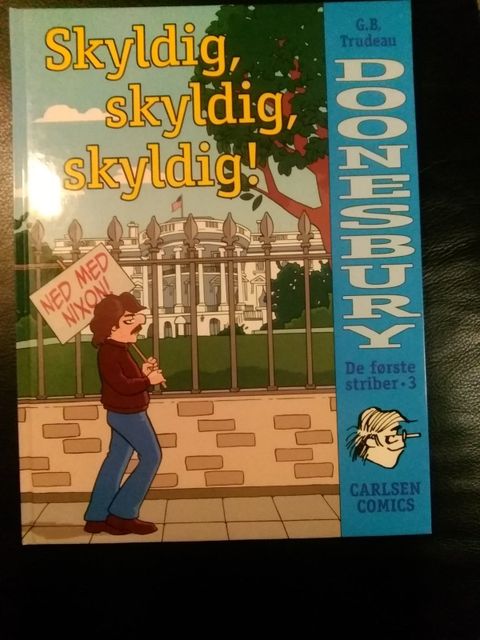 Skyldig,
skyldig,
skyldig!
NED MED
NIXON!
G.B.
Trudeau
DOONESBURY
De første
striber • 3
CARLSEN
COMICS